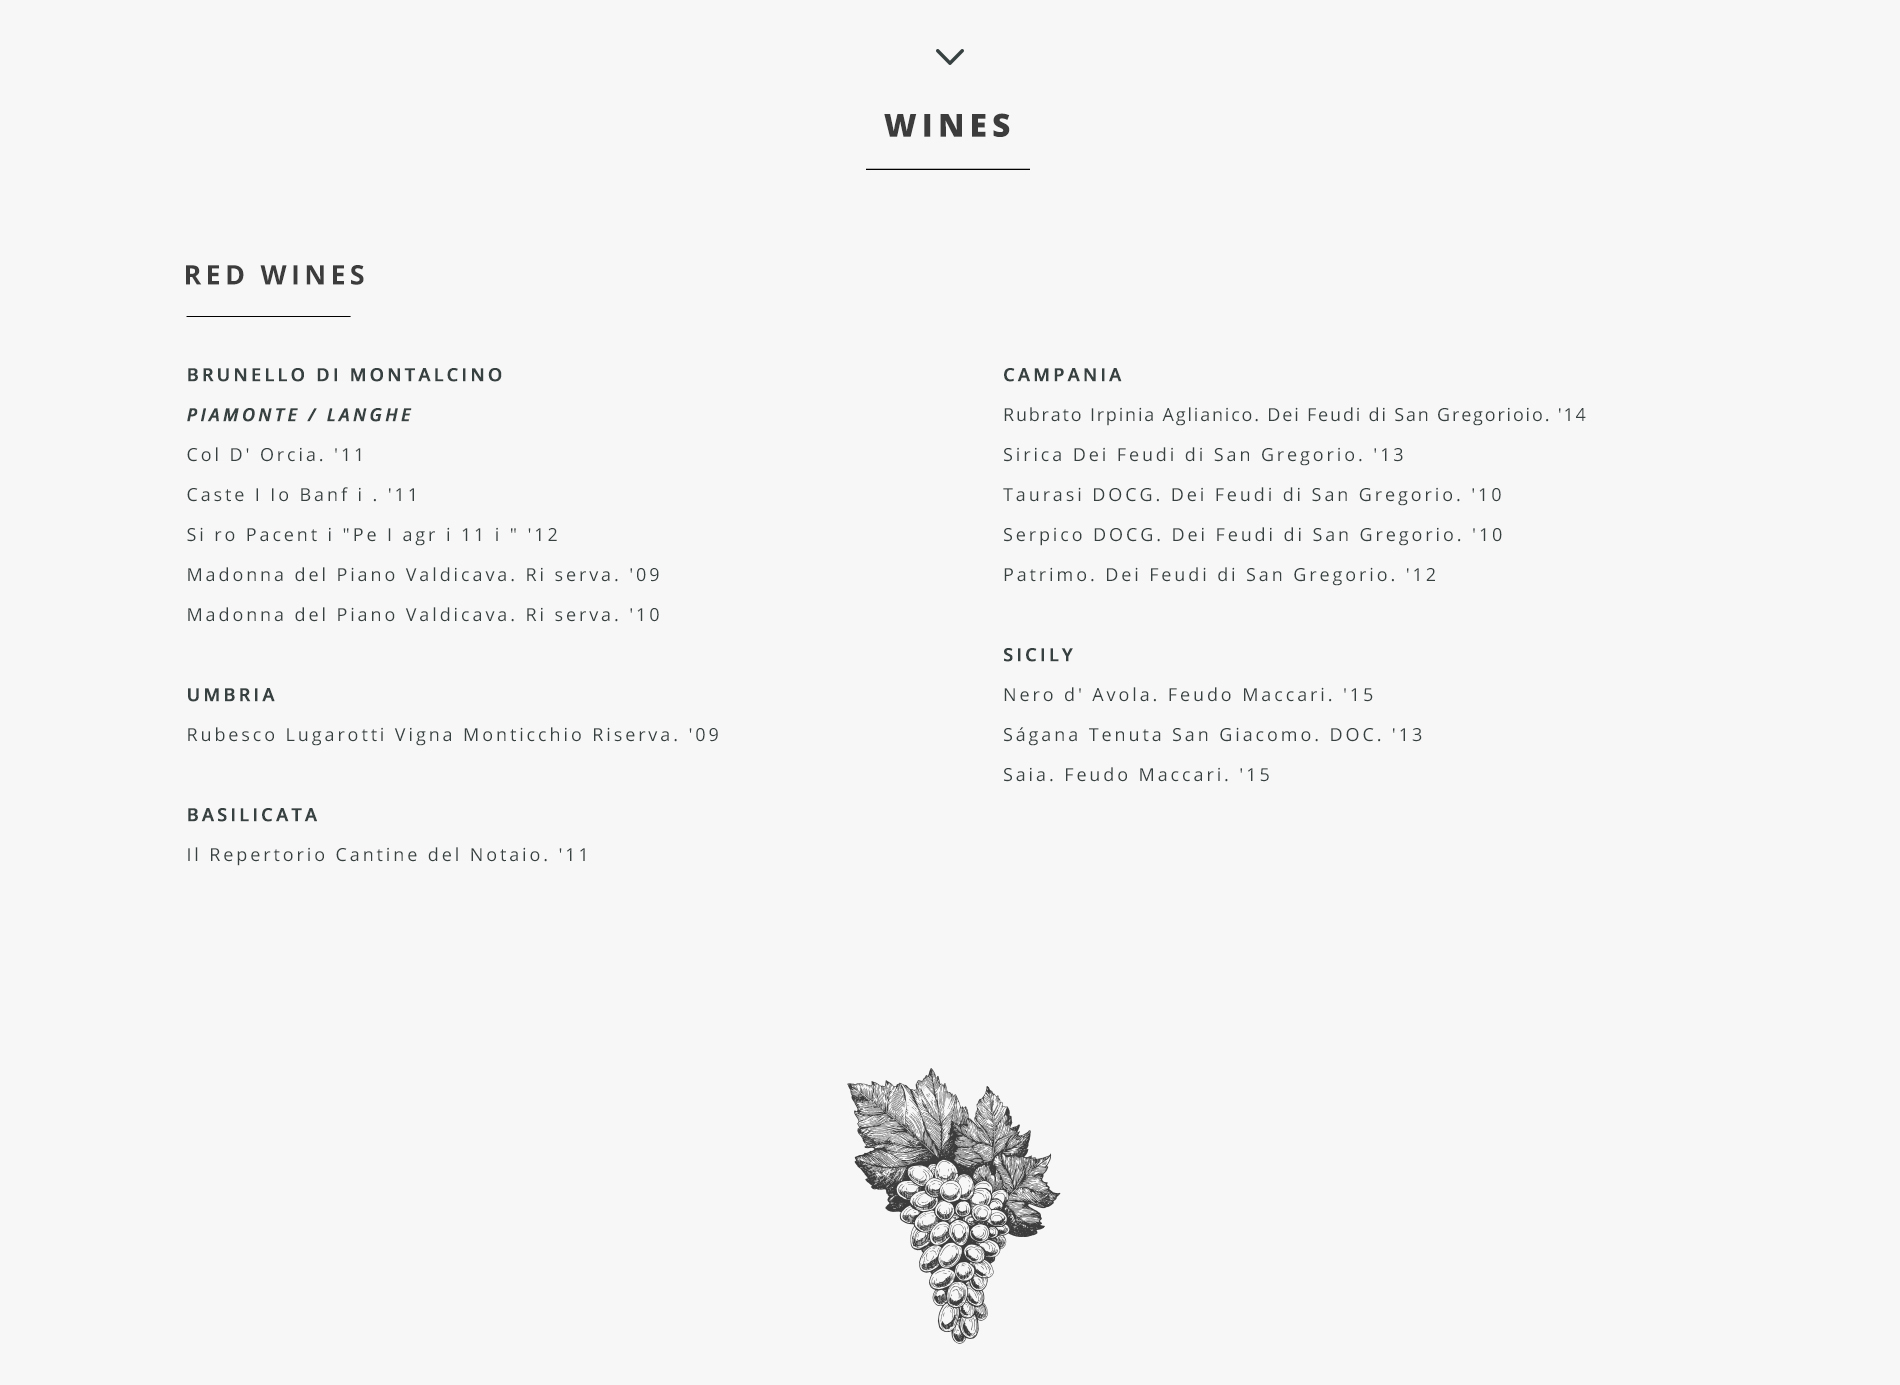 WINES
RED WINES
BRUNELLO DI MONTALCINO
PIAMONTE / LANGHE
Col D' Orcia. '11
Caste I Io Banf i . '11
Si ro Pacent i "Pe I agr i 11 i " '12
Madonna del Piano Valdicava. Ri serva. '09
Madonna del Piano Valdicava. Ri serva. '10
UMBRIA
Rubesco Lugarotti Vigna Monticchio Riserva. '09
BASILICATA
Il Repertorio Cantine del Notaio. '11
CAMPANIA
Rubrato Irpinia Aglianico. Dei Feudi di San Gregorioio. '14
Sirica Dei Feudi di San Gregorio. '13
Taurasi DOCG. Dei Feudi di San Gregorio. '10
Serpico DOCG. Dei Feudi di San Gregorio. '10
Patrimo. Dei Feudi di San Gregorio. '12
SICILY
Nero d' Avola. Feudo Maccari. '15
Ságana Tenuta San Giacomo. DOC. '13
Saia. Feudo Maccari. '15